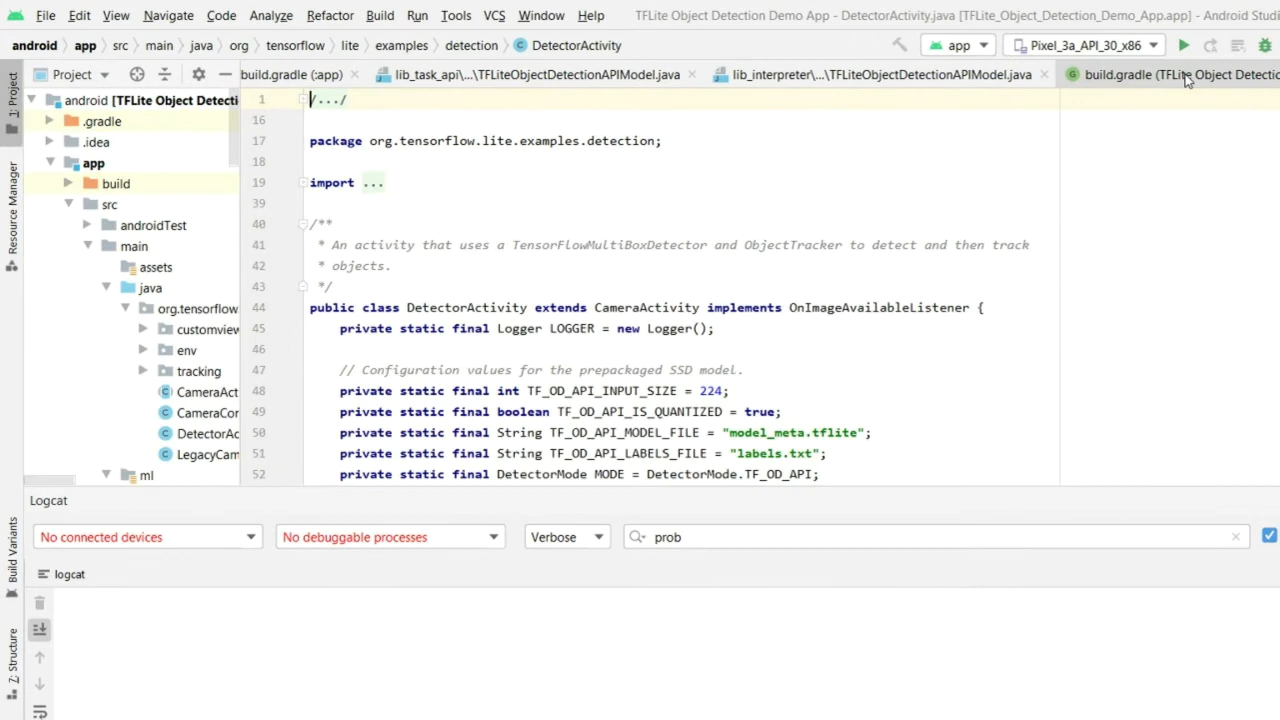 File Edit View Navigate Code Analyze Refactor Build Run Tools VCS Window Help TFLite Object Detection Demo App - DetectorActivity.java [TFLite_Object_Detection_Demo_App.app] - Android Studi
android app src main java org tensorflow lite examples detection DetectorActivity app Pixel_3a_API_30_x86
1: Project
Resource Manager
Build Variants
Z: Structure
Project build.gradle (:app) lib_task_api\...\TFLiteObjectDetectionAPIModel.java lib_interpreter\...\TFLiteObjectDetectionAPIModel.java build.gradle (TFLite Object Detectio
android [TFLite Object Detecti
.gradle
.idea
app
build
src
androidTest
main
assets
java
org.tensorflow
customview
env
tracking
CameraAct
CameraCor
DetectorAc
LegacyCam
ml
1 /.../
16
17 package org.tensorflow.lite.examples.detection;
18
19 import ...
39
40 /**
41 * An activity that uses a TensorFlowMultiBoxDetector and ObjectTracker to detect and then track
42 * objects.
43 */
44 public class DetectorActivity extends CameraActivity implements OnImageAvailableListener {
45 private static final Logger LOGGER = new Logger();
46
47 // Configuration values for the prepackaged SSD model.
48 private static final int TF_OD_API_INPUT_SIZE = 224;
49 private static final boolean TF_OD_API_IS_QUANTIZED = true;
50 private static final String TF_OD_API_MODEL_FILE = "model_meta.tflite";
51 private static final String TF_OD_API_LABELS_FILE = "labels.txt";
52 private static final DetectorMode MODE = DetectorMode.TF_OD_API;
Logcat
No connected devices No debuggable processes Verbose prob
logcat